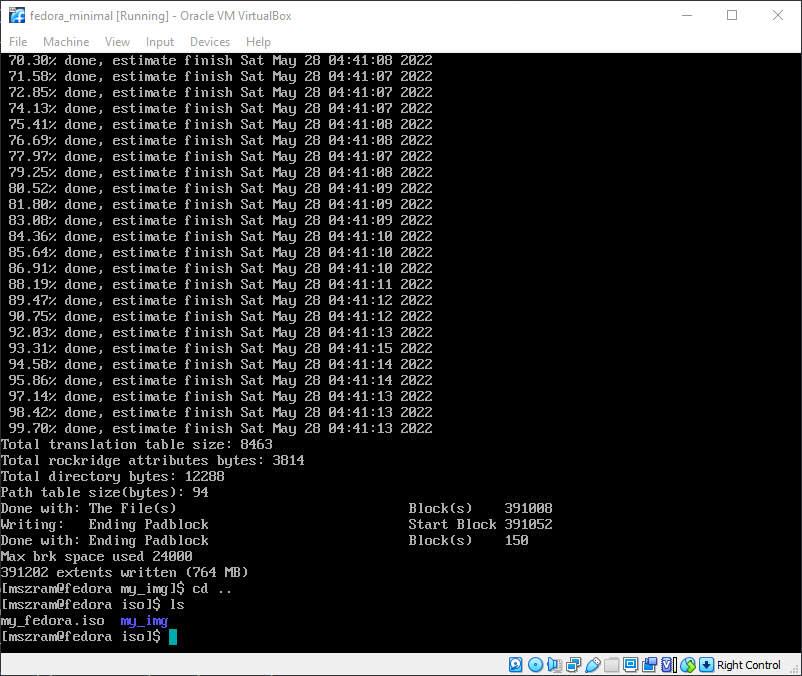 fedora_minimal [Running] - Oracle VM VirtualBox
File Machine View Input Devices Help
70.30% done, estimate finish Sat May 28 04:41:08 2022
71.58% done, estimate finish Sat May 28 04:41:07 2022
72.85% done, estimate finish Sat May 28 04:41:07 2022
74.13% done, estimate finish Sat May 28 04:41:07 2022
75.41% done, estimate finish Sat May 28 04:41:08 2022
76.69% done, estimate finish Sat May 28 04:41:08 2022
77.97% done, estimate finish Sat May 28 04:41:07 2022
79.25% done, estimate finish Sat May 28 04:41:08 2022
80.52% done, estimate finish Sat May 28 04:41:09 2022
81.80% done, estimate finish Sat May 28 04:41:09 2022
83.08% done, estimate finish Sat May 28 04:41:09 2022
84.36% done, estimate finish Sat May 28 04:41:10 2022
85.64% done, estimate finish Sat May 28 04:41:10 2022
86.91% done, estimate finish Sat May 28 04:41:10 2022
88.19% done, estimate finish Sat May 28 04:41:11 2022
89.47% done, estimate finish Sat May 28 04:41:12 2022
90.75% done, estimate finish Sat May 28 04:41:12 2022
92.03% done, estimate finish Sat May 28 04:41:13 2022
93.31% done, estimate finish Sat May 28 04:41:15 2022
94.58% done, estimate finish Sat May 28 04:41:14 2022
95.86% done, estimate finish Sat May 28 04:41:14 2022
97.14% done, estimate finish Sat May 28 04:41:13 2022
98.42% done, estimate finish Sat May 28 04:41:13 2022
99.70% done, estimate finish Sat May 28 04:41:13 2022
Total translation table size: 8463
Total rockridge attributes bytes: 3814
Total directory bytes: 12288
Path table size(bytes): 94
Done with: The File(s) Block(s) 391008
Writing: Ending Padblock Start Block 391052
Done with: Ending Padblock Block(s) 150
Max brk space used 24000
391202 extents written (764 MB)
[mszram@fedora my_img]$ cd ..
[mszram@fedora iso]$ ls
my_fedora.iso my_img
[mszram@fedora iso]$
Right Control